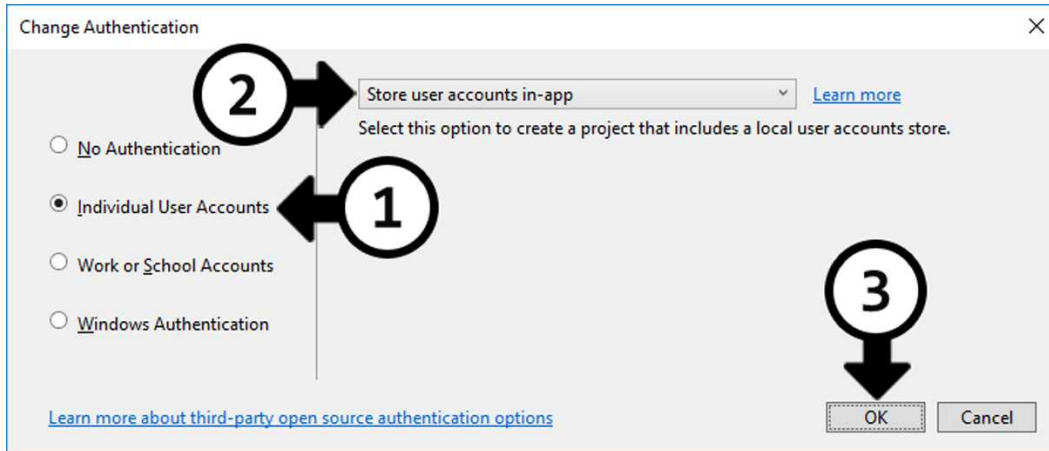 Change Authentication
2
Store user accounts in-app
Learn more
Select this option to create a project that includes a local user accounts store.
No Authentication
Individual User Accounts
1
Work or School Accounts
Windows Authentication
3
Learn more about third-party open source authentication options
OK
Cancel